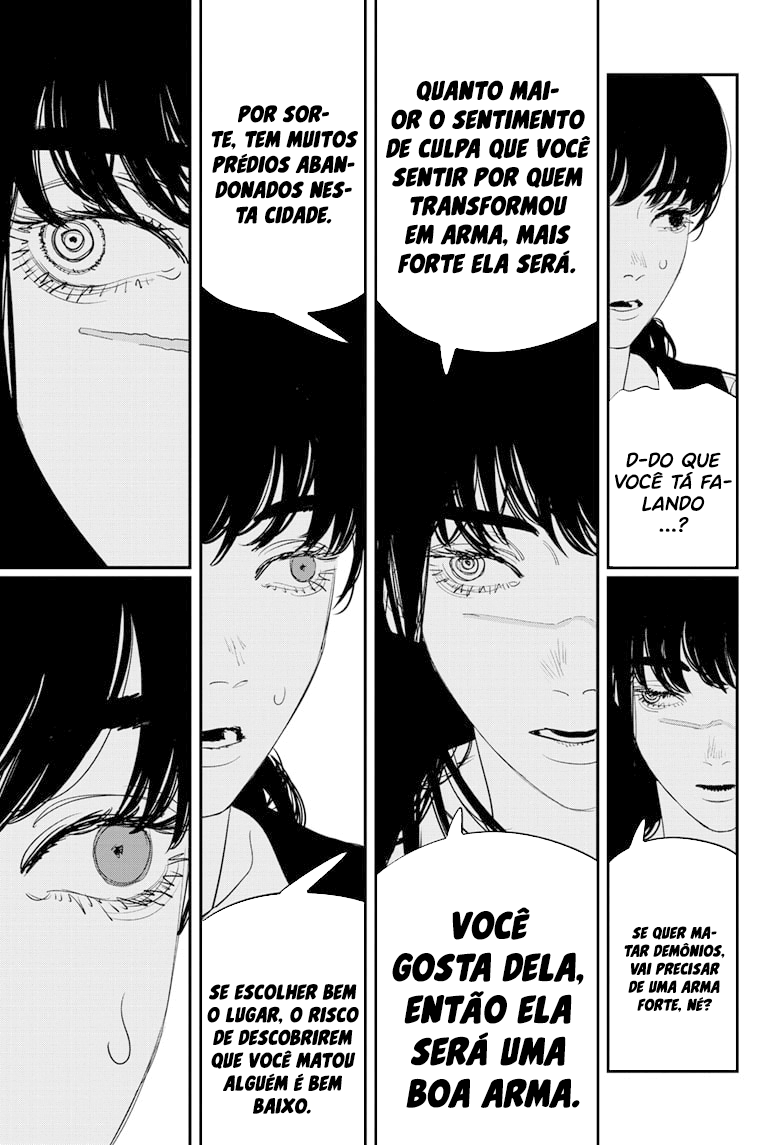 D-DO QUE
VOCÊ TÁ FA-
LANDO
...?
SE QUER MA-
TAR DEMÔNIOS,
VAI PRECISAR
DE UMA ARMA
FORTE, NÉ?
QUANTO MAI-
OR O SENTIMENTO
DE CULPA QUE VOCÊ
SENTIR POR QUEM
TRANSFORMOU
EM ARMA, MAIS
FORTE ELA SERÁ.
VOCÊ
GOSTA DELA,
ENTÃO ELA
SERÁ UMA
BOA ARMA.
POR SOR-
TE, TEM MUITOS
PRÉDIOS ABAN-
DONADOS NES-
TA CIDADE.
SE ESCOLHER BEM
O LUGAR, O RISCO
DE DESCOBRIREM
QUE VOCÊ MATOU
ALGUÉM É BEM
BAIXO.